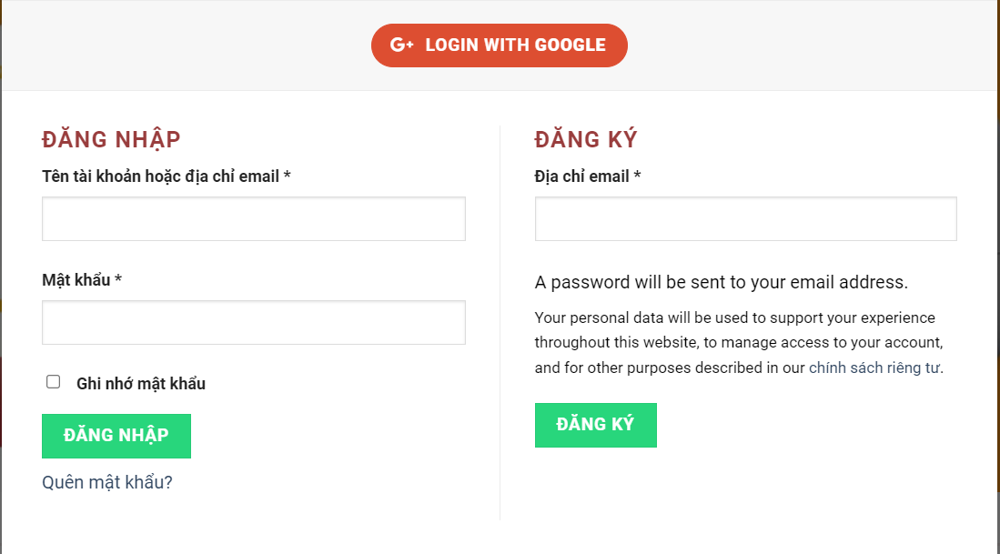 G+ LOGIN WITH GOOGLE
ĐĂNG NHẬP
Tên tài khoản hoặc địa chỉ email *
Mật khẩu *
Ghi nhớ mật khẩu
ĐĂNG NHẬP
Quên mật khẩu?
ĐĂNG KÝ
Địa chỉ email *
A password will be sent to your email address.
Your personal data will be used to support your experience
throughout this website, to manage access to your account,
and for other purposes described in our chính sách riêng tư.
ĐĂNG KÝ